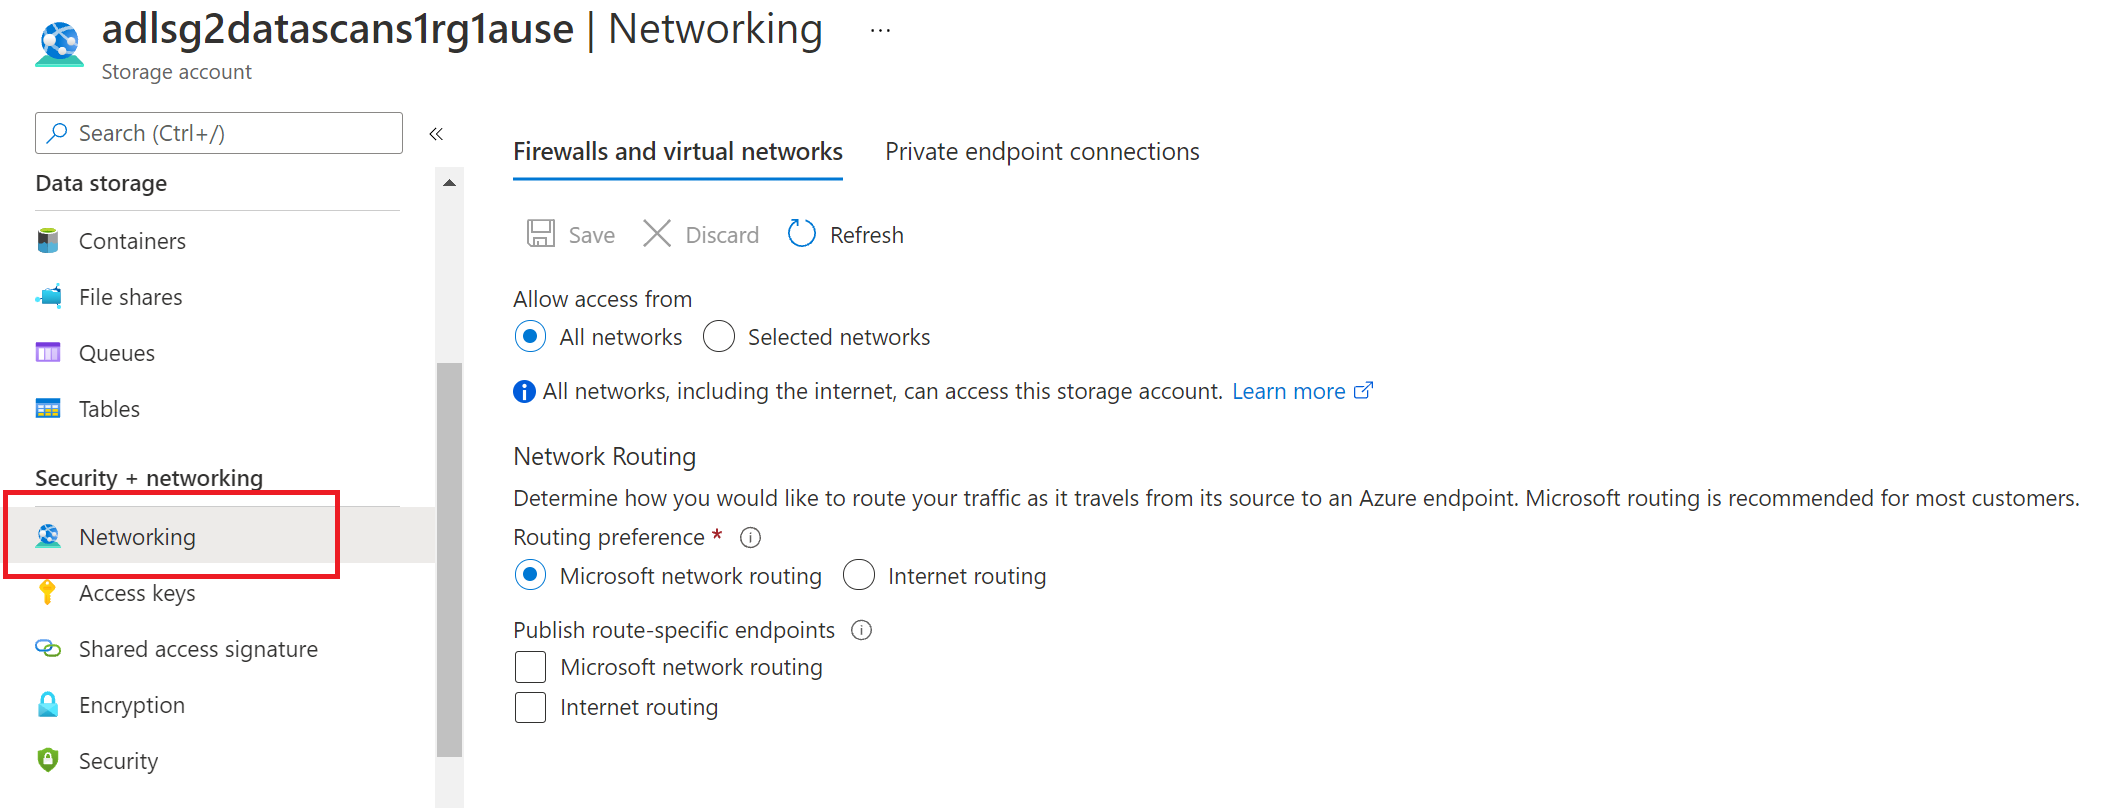 adlsg2datascans1rg1ause | Networking ...
Storage account
Search (Ctrl+/)
«
Data storage
Containers
File shares
Queues
Tables
Security + networking
Networking
Access keys
Shared access signature
Encryption
Security
Firewalls and virtual networks Private endpoint connections
Save Discard Refresh
Allow access from
All networks Selected networks
All networks, including the internet, can access this storage account. Learn more
Network Routing
Determine how you would like to route your traffic as it travels from its source to an Azure endpoint. Microsoft routing is recommended for most customers.
Routing preference *
Microsoft network routing Internet routing
Publish route-specific endpoints
Microsoft network routing
Internet routing